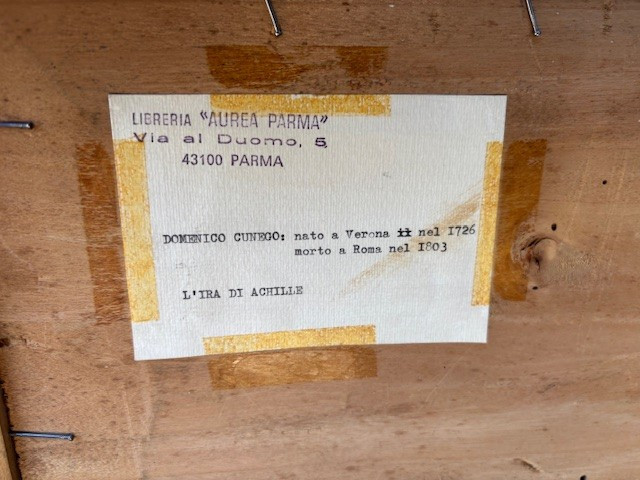 LIBRERIA "AUREA PARMA"
Via al Duomo, 5
43100 PARMA
DOMENICO CUNEGO: nato a Verona nel 1726
morto a Roma nel 1803
L'IRA DI ACHILLE